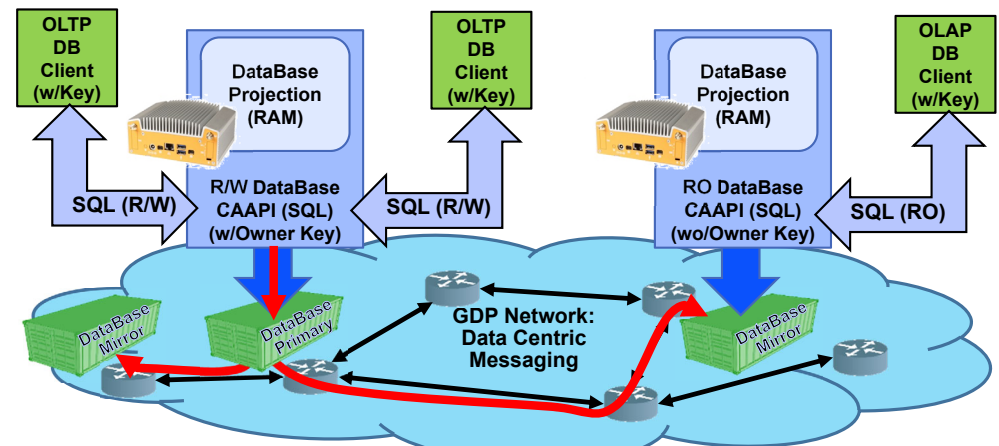 OLTP
DB
Client
(w/Key)
DataBase
Projection
(RAM)
OLTP
DB
Client
(w/Key)
DataBase
Projection
(RAM)
OLAP
DB
Client
(w/Key)
SQL (R/W)
R/W DataBase
CAAPI (SQL)
(w/Owner Key)
SQL (R/W)
RO DataBase
CAAPI (SQL)
(wo/Owner Key)
SQL (RO)
DataBase
Mirror
DataBase
Primary
GDP Network:
Data Centric
Messaging
DataBase
Mirror